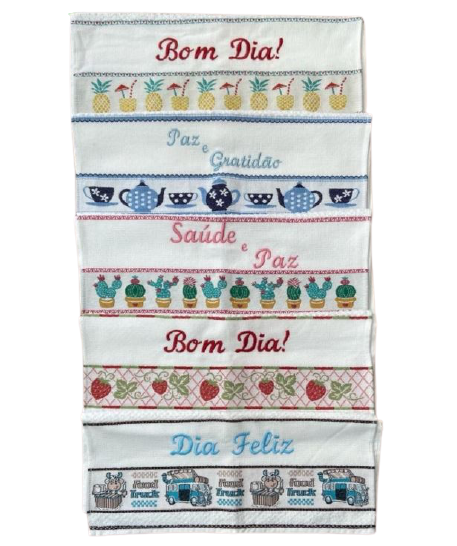 Bom Dia!
Paz
e
Gratidão
Saúde
e
Paz
Bom Dia!
Dia Feliz
Food Truck Food Truck